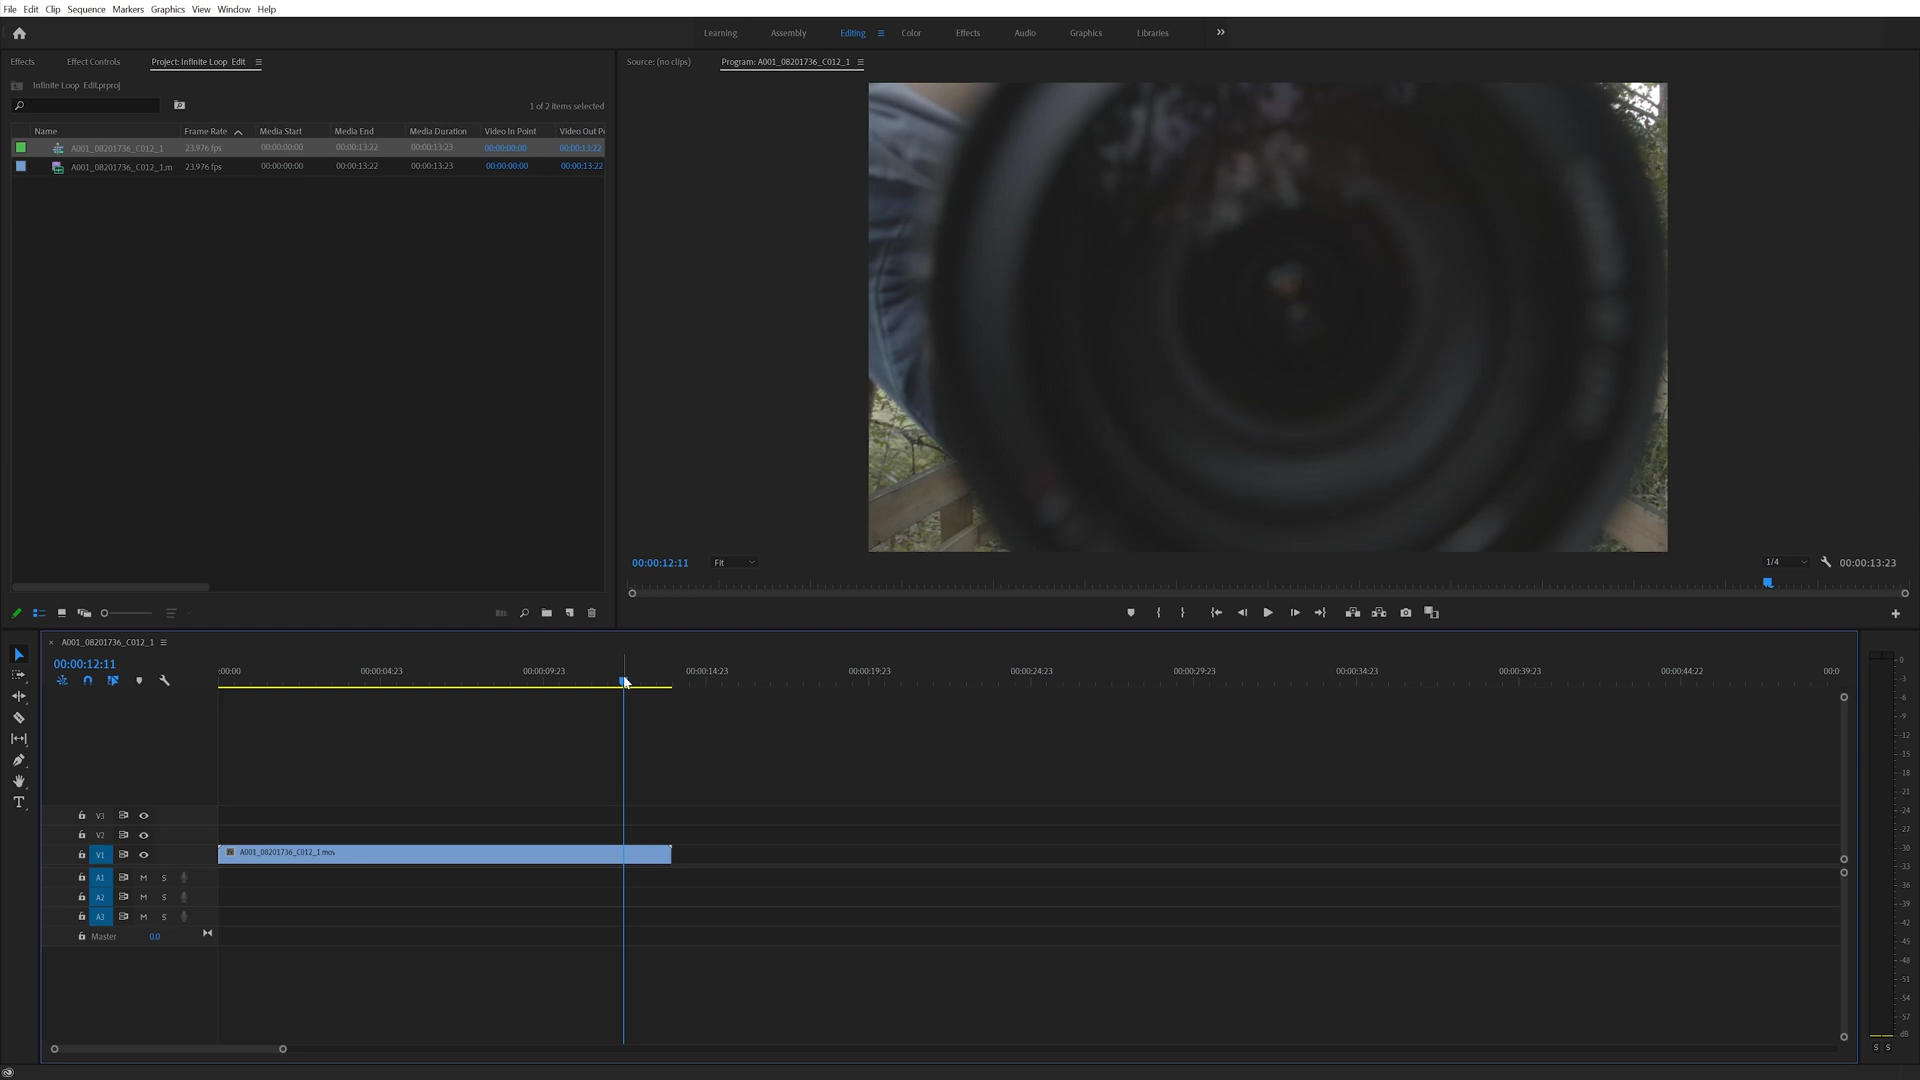 File Edit Clip Sequence Markers Graphics View Window Help
Learning Assembly Editing Color Effects Audio Graphics Libraries
Effects Effect Controls Project: Infinite Loop Edit
Source: (no clips) Program: A001_08201736_C012_1
Infinite Loop Edit.prproj
1 of 2 items selected
Name Frame Rate Media Start Media End Media Duration Video In Point Video Out Po
A001_08201736_C012_1 23.976 fps 00:00:00:00 00:00:13:22 00:00:13:23 00:00:00:00 00:00:13:22
A001_08201736_C012_1.m 23.976 fps 00:00:00:00 00:00:13:22 00:00:13:23 00:00:00:00 00:00:13:22
00:00:12:11 Fit 1/4 00:00:13:23
A001_08201736_C012_1
00:00:12:11
:00:00 00:00:04:23 00:00:09:23 00:00:14:23 00:00:19:23 00:00:24:23 00:00:29:23 00:00:34:23 00:00:39:23 00:00:44:22 00:0
V3
V2
V1 A001_08201736_C012_1.mov
A1 M S
A2 M S
A3 M S
Master 0.0
0
-3
-6
-9
-12
-15
-18
-21
-24
-27
-30
-33
-36
-39
-42
-45
-48
-51
-54
-57
dB
S S